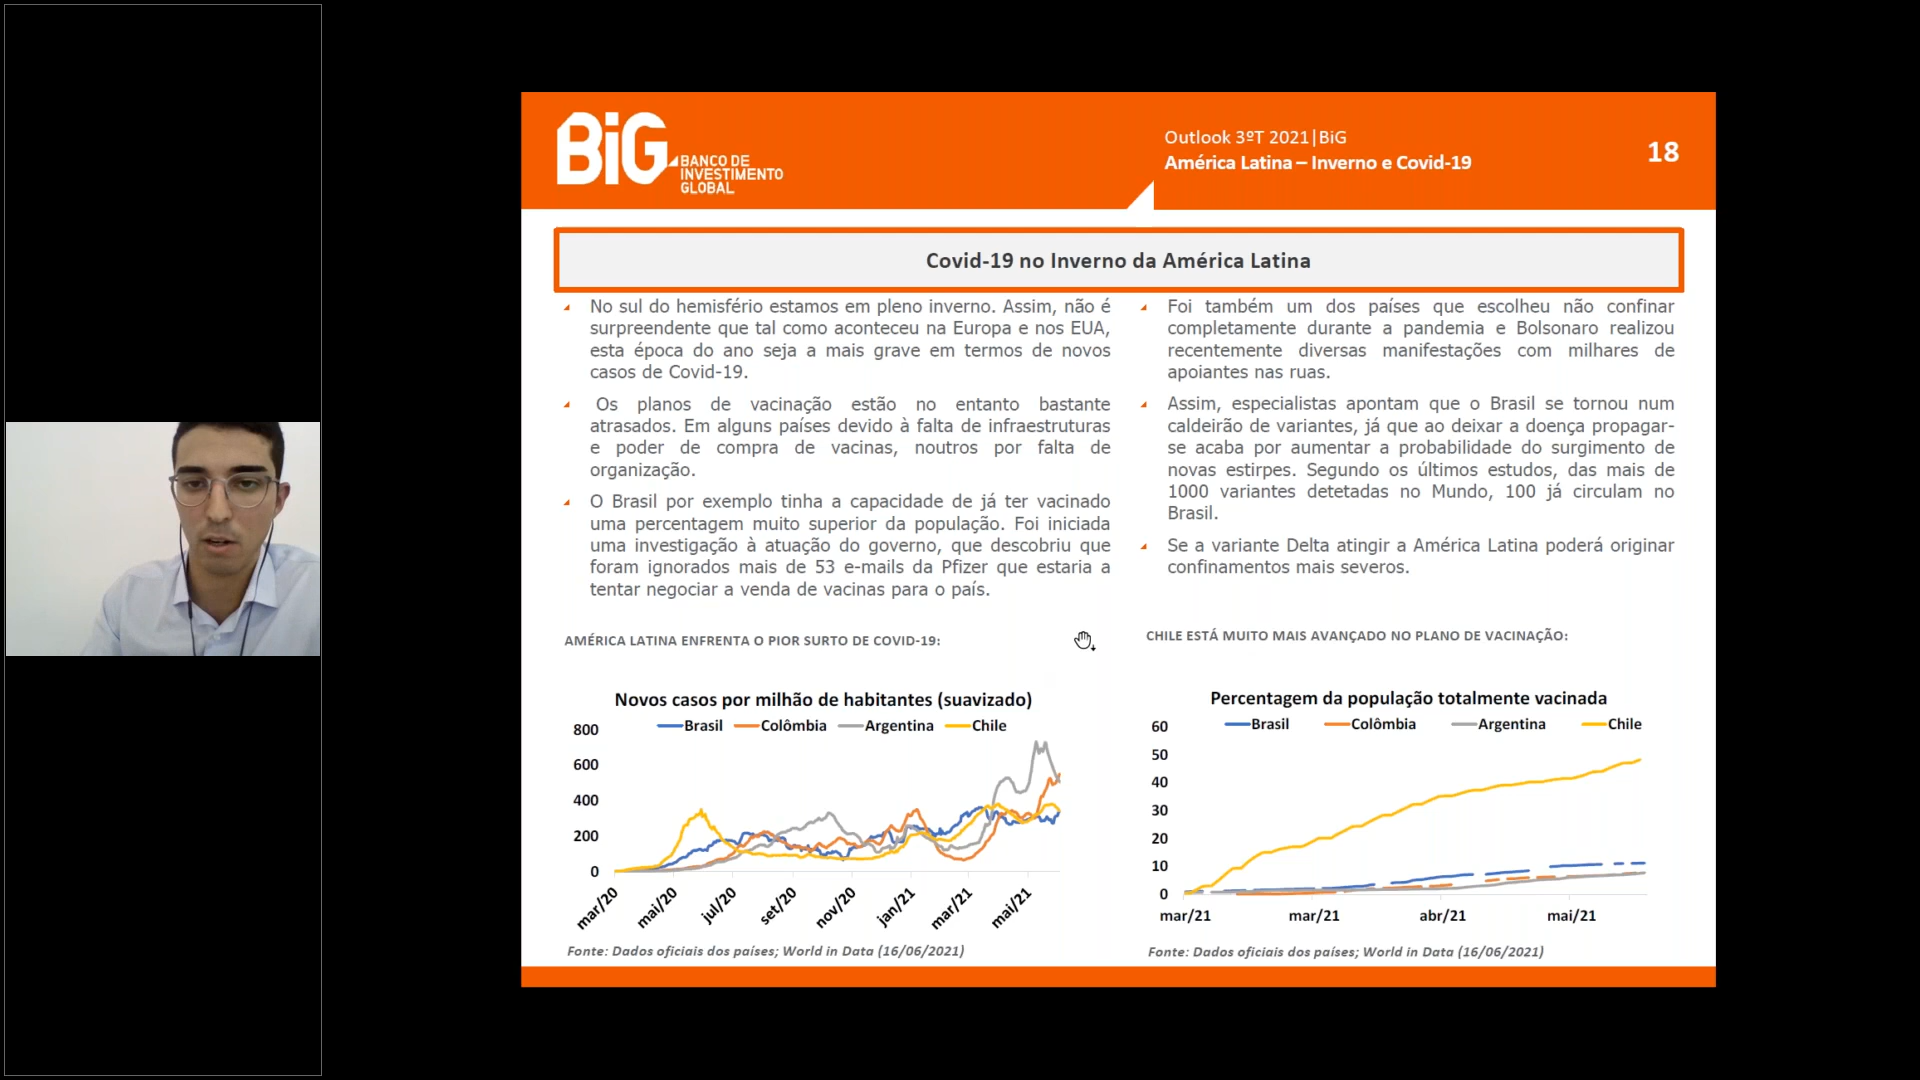 BiG
BANCO DE
INVESTIMENTO
GLOBAL
Outlook 3ºT 2021|BiG
América Latina – Inverno e Covid-19
18
Covid-19 no Inverno da América Latina
No sul do hemisfério estamos em pleno inverno. Assim, não é
surpreendente que tal como aconteceu na Europa e nos EUA,
esta época do ano seja a mais grave em termos de novos
casos de Covid-19.
Os planos de vacinação estão no entanto bastante
atrasados. Em alguns países devido à falta de infraestruturas
e poder de compra de vacinas, noutros por falta de
organização.
O Brasil por exemplo tinha a capacidade de já ter vacinado
uma percentagem muito superior da população. Foi iniciada
uma investigação à atuação do governo, que descobriu que
foram ignorados mais de 53 e-mails da Pfizer que estaria a
tentar negociar a venda de vacinas para o país.
Foi também um dos países que escolheu não confinar
completamente durante a pandemia e Bolsonaro realizou
recentemente diversas manifestações com milhares de
apoiantes nas ruas.
Assim, especialistas apontam que o Brasil se tornou num
caldeirão de variantes, já que ao deixar a doença propagar-
se acaba por aumentar a probabilidade do surgimento de
novas estirpes. Segundo os últimos estudos, das mais de
1000 variantes detetadas no Mundo, 100 já circulam no
Brasil.
Se a variante Delta atingir a América Latina poderá originar
confinamentos mais severos.
AMÉRICA LATINA ENFRENTA O PIOR SURTO DE COVID-19:
Novos casos por milhão de habitantes (suavizado)
Brasil Colômbia Argentina Chile
800
600
400
200
0
mar/20 mai/20 jul/20 set/20 nov/20 jan/21 mar/21 mai/21
Fonte: Dados oficiais dos países; World in Data (16/06/2021)
CHILE ESTÁ MUITO MAIS AVANÇADO NO PLANO DE VACINAÇÃO:
Percentagem da população totalmente vacinada
Brasil Colômbia Argentina Chile
60
50
40
30
20
10
0
mar/21 mar/21 abr/21 mai/21
Fonte: Dados oficiais dos países; World in Data (16/06/2021)